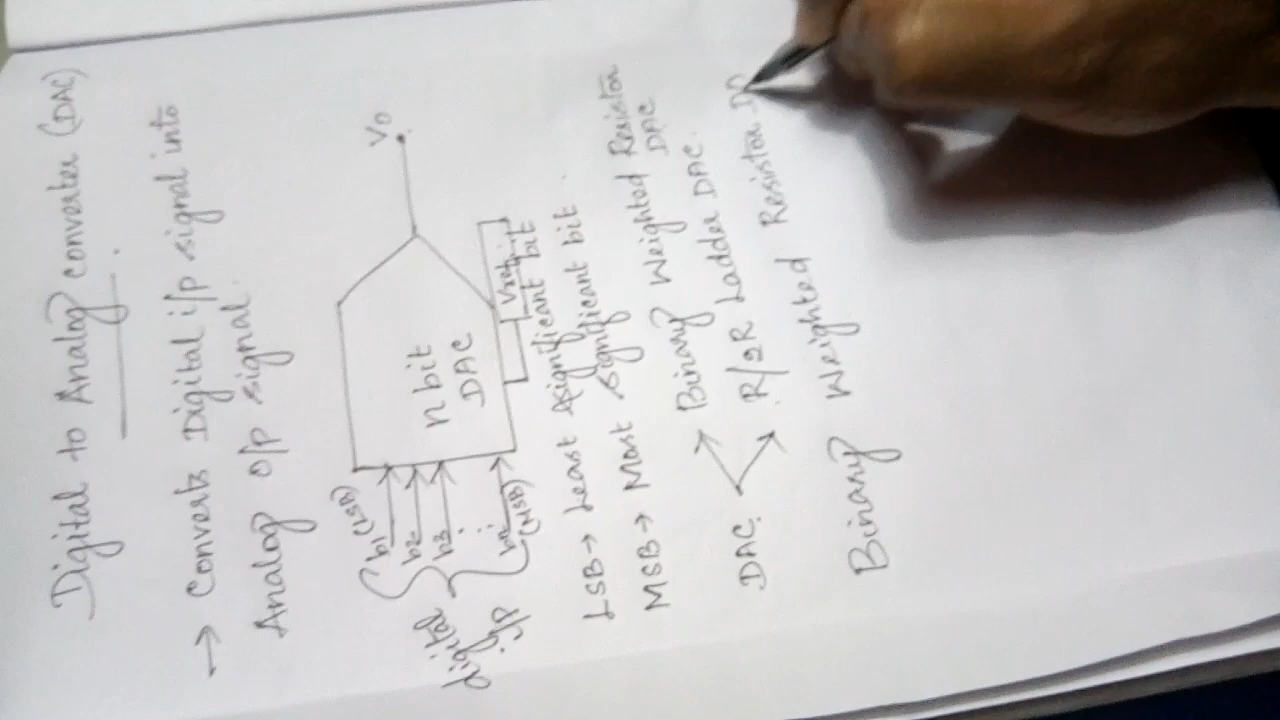 Digital to Analog converter (DAC).
→ Converts Digital i/p signal into
Analog o/p signal.
b1 (LSB)
b2
b3
bn
(MSB)
digital
i/p
n bit
DAC
Vo
Vref
LSB → Least significant bit
MSB → Most significant bit.
DAC.
Binary Weighted Resistor
DAC
R/2R Ladder DAC.
Binary Weighted Resistor